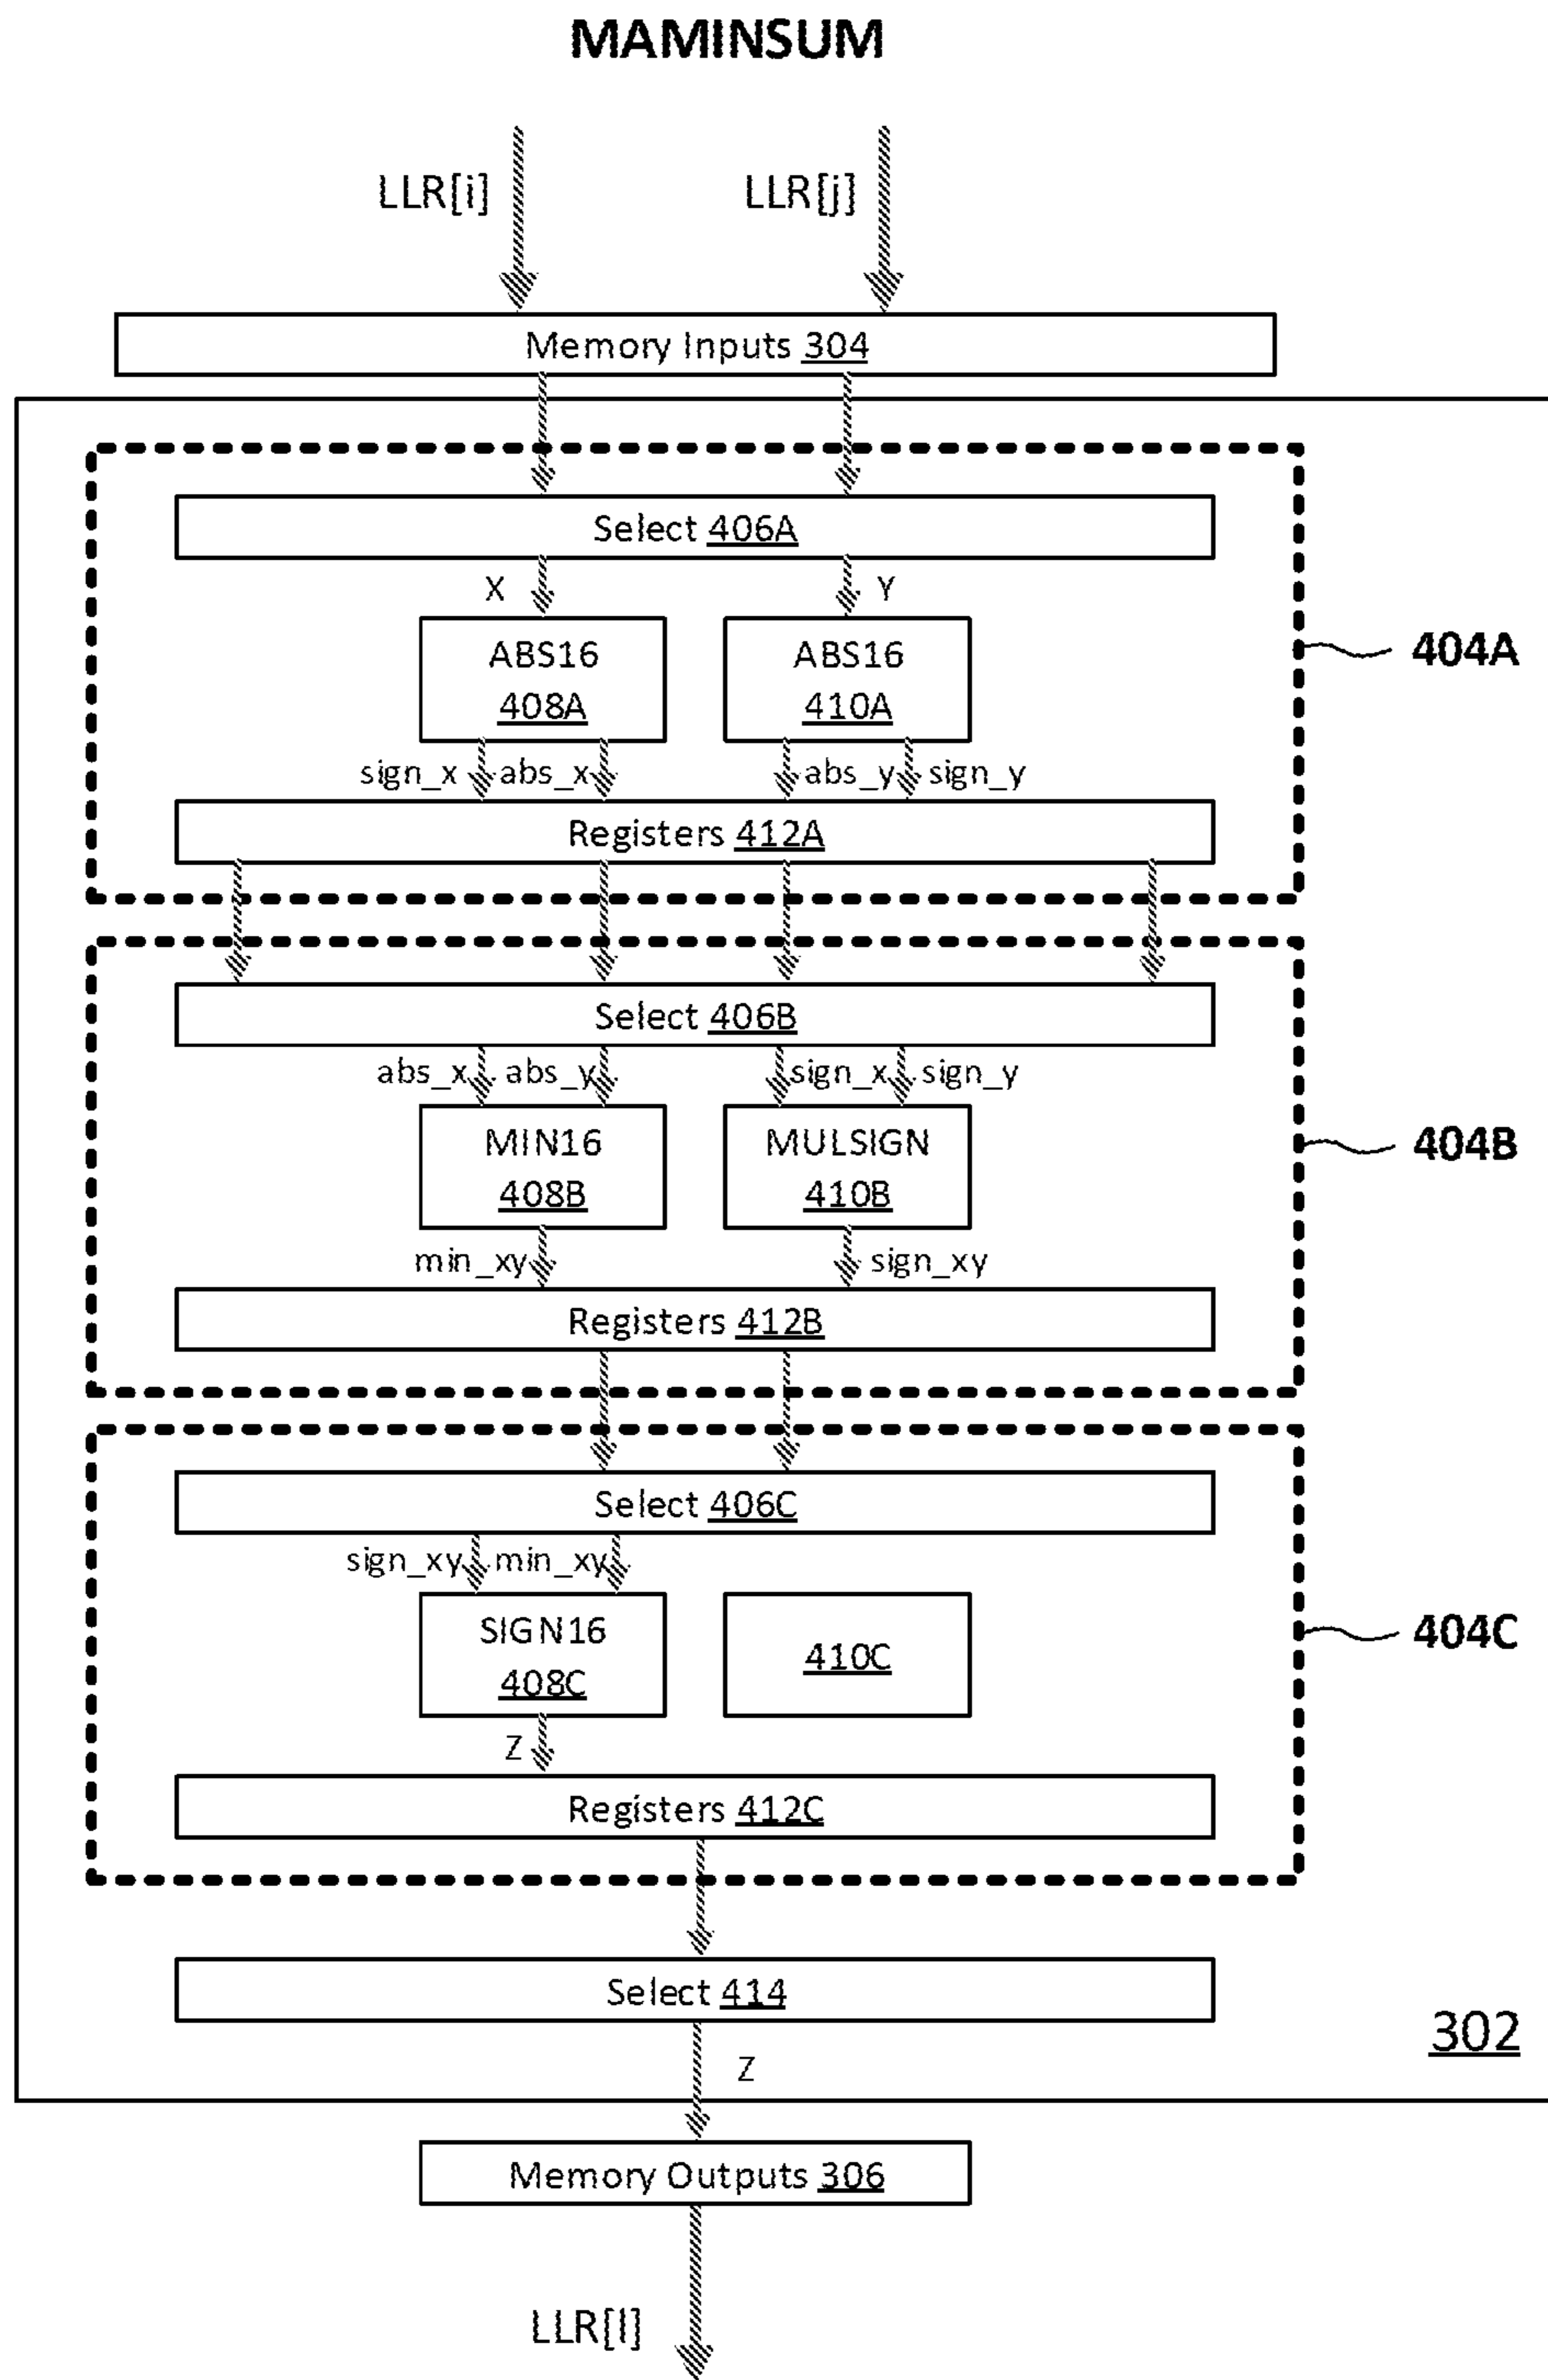 MAMINSUM
LLR[i] LLR[j]
Memory Inputs 304
Select 406A
X Y
ABS16 ABS16
408A 410A
404A
sign_x abs_x abs_y sign_y
Registers 412A
Select 406B
abs_x abs_y sign_x sign_y
MIN16 MULSIGN
408B 410B
404B
min_xy sign_xy
Registers 412B
Select 406C
sign_xy min_xy
SIGN16
408C 410C
404C
Z
Registers 412C
Select 414
302
Z
Memory Outputs 306
LLR[l]